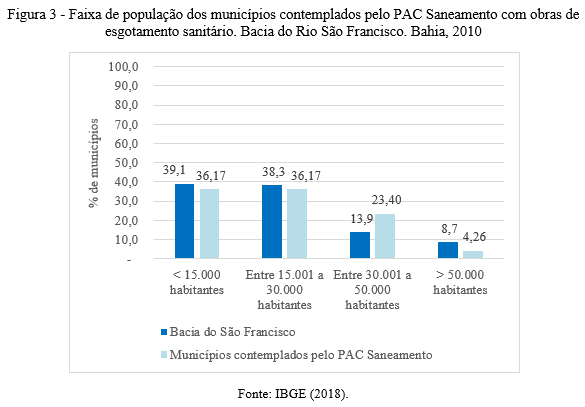 Figura 3 - Faixa de população dos municípios contemplados pelo PAC Saneamento com obras de
esgotamento sanitário. Bacia do Rio São Francisco. Bahia, 2010
% de municípios
100,0
90,0
80,0
70,0
60,0
50,0
40,0
30,0
20,0
10,0
-
39,1
36,17
38,3
36,17
13,9
23,40
8,7
4,26
< 15.000
habitantes
Entre 15.001 a
30.000
habitantes
Entre 30.001 a
50.000
habitantes
> 50.000
habitantes
Bacia do São Francisco
Municípios contemplados pelo PAC Saneamento
Fonte: IBGE (2018).